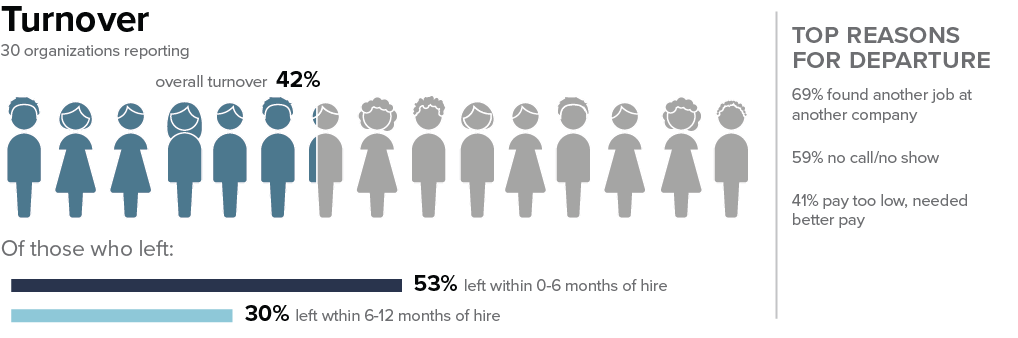 Turnover
30 organizations reporting
overall turnover 42%
Of those who left:
53% left within 0-6 months of hire
30% left wthin 6-12 months of hire
TOP REASONS
FOR DEPARTURE
69% found another job at
another company
59% no call/no show
41% pay too low, needed
better pay